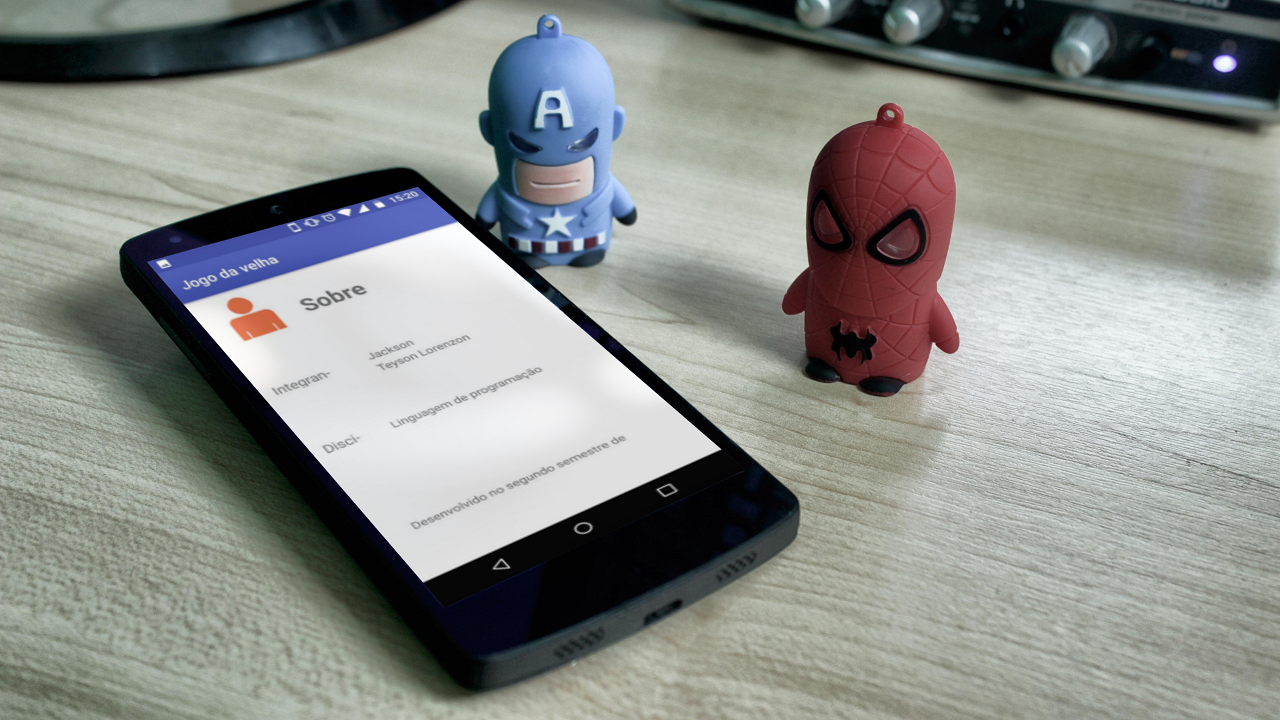 15:20
Jogo da velha
Sobre
Jackson
Teyson Lorenzon
Integran-
Linguagem de programação
Disci-
Desenvolvido no segundo semestre de
A